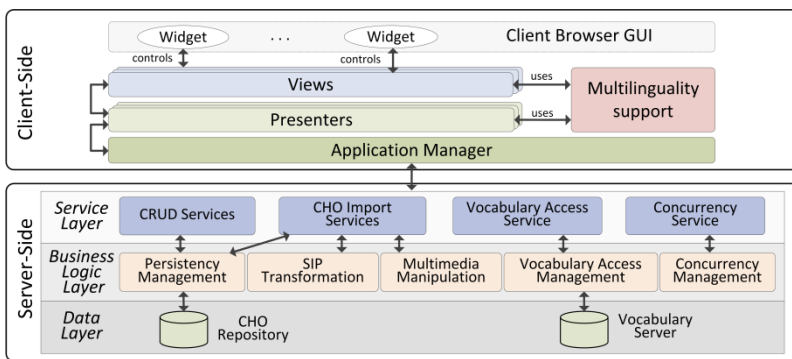 Client-Side
Widget
. . .
Widget
Client Browser GUI
controls
controls
Views
uses
Multilinguality
support
Presenters
uses
Application Manager
Server-Side
Service
Layer
CRUD Services
CHO Import
Services
Vocabulary Access
Service
Concurrency
Service
Business
Logic
Layer
Persistency
Management
SIP
Transformation
Multimedia
Manipulation
Vocabulary Access
Management
Concurrency
Management
Data
Layer
CHO
Repository
Vocabulary
Server